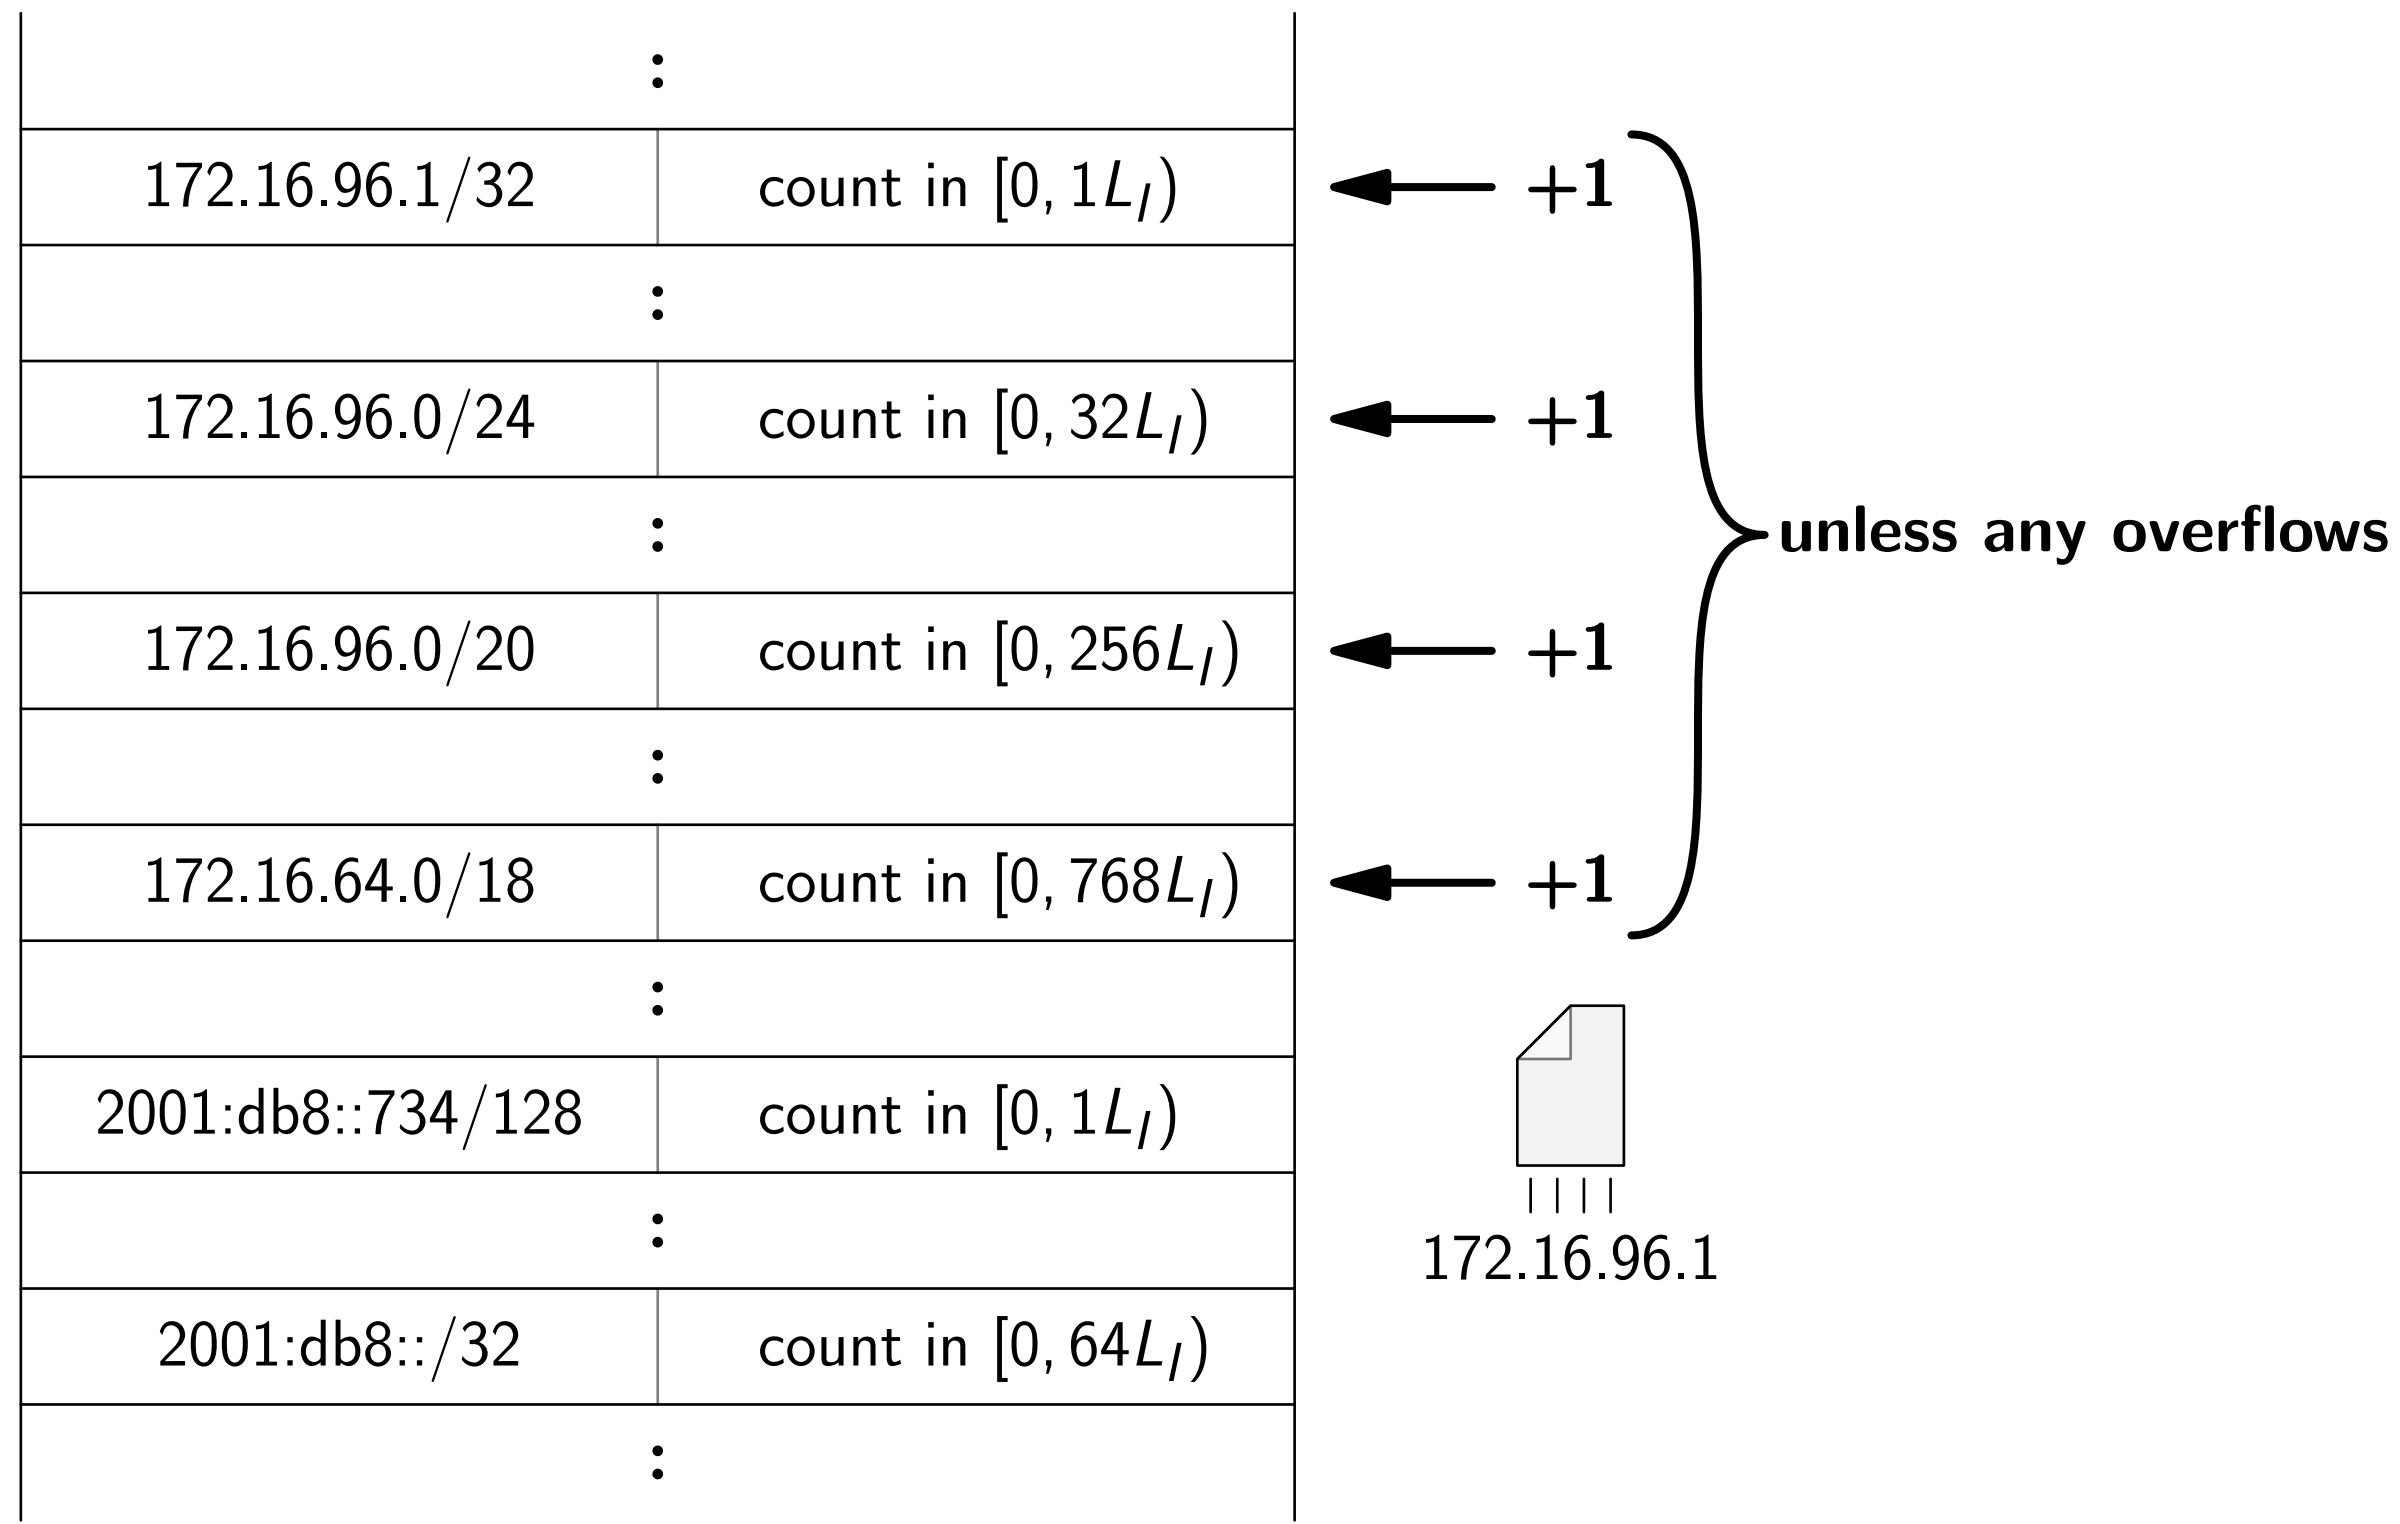 :
172.16.96.1/32 count in [0, 1L_I) +1
:
172.16.96.0/24 count in [0, 32L_I) +1
:
unless any overflows
172.16.96.0/20 count in [0, 256L_I) +1
:
172.16.64.0/18 count in [0, 768L_I) +1
:
2001:db8::734/128 count in [0, 1L_I)
:
172.16.96.1
2001:db8::/32 count in [0, 64L_I)
: